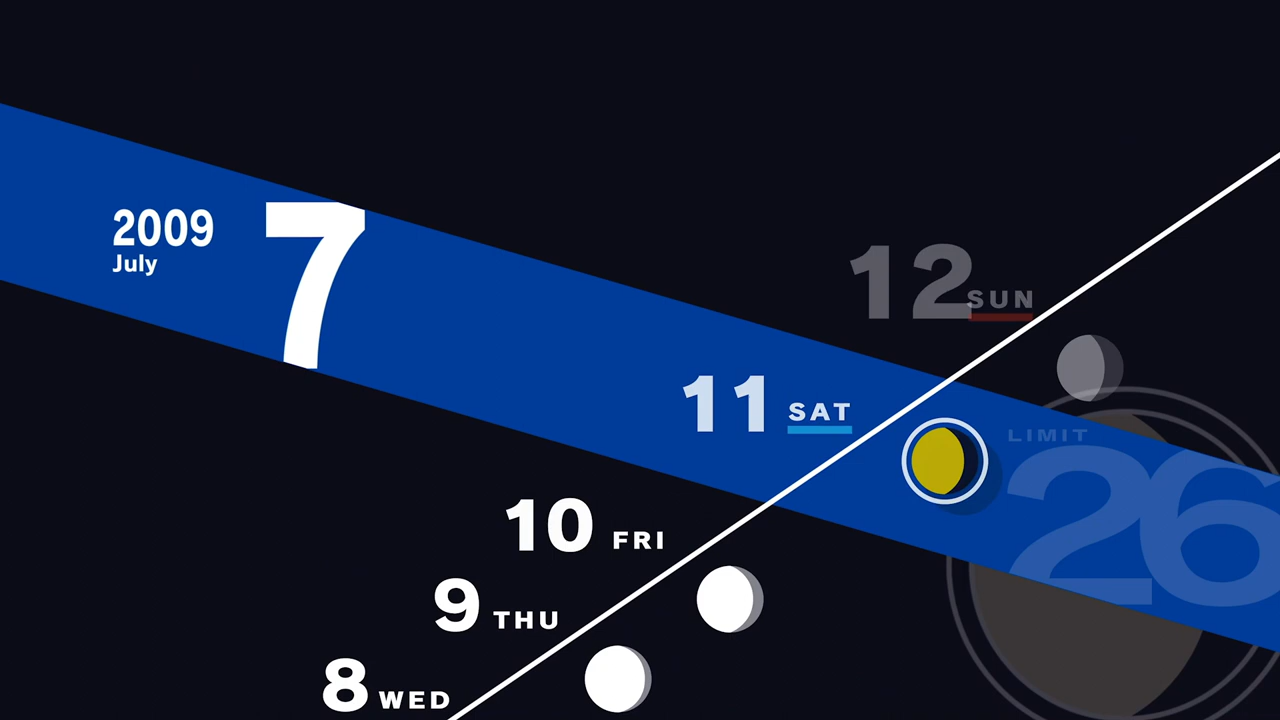 2009
July
7
12 SUN
11 SAT
LIMIT
26
10 FRI
9 THU
8 WED